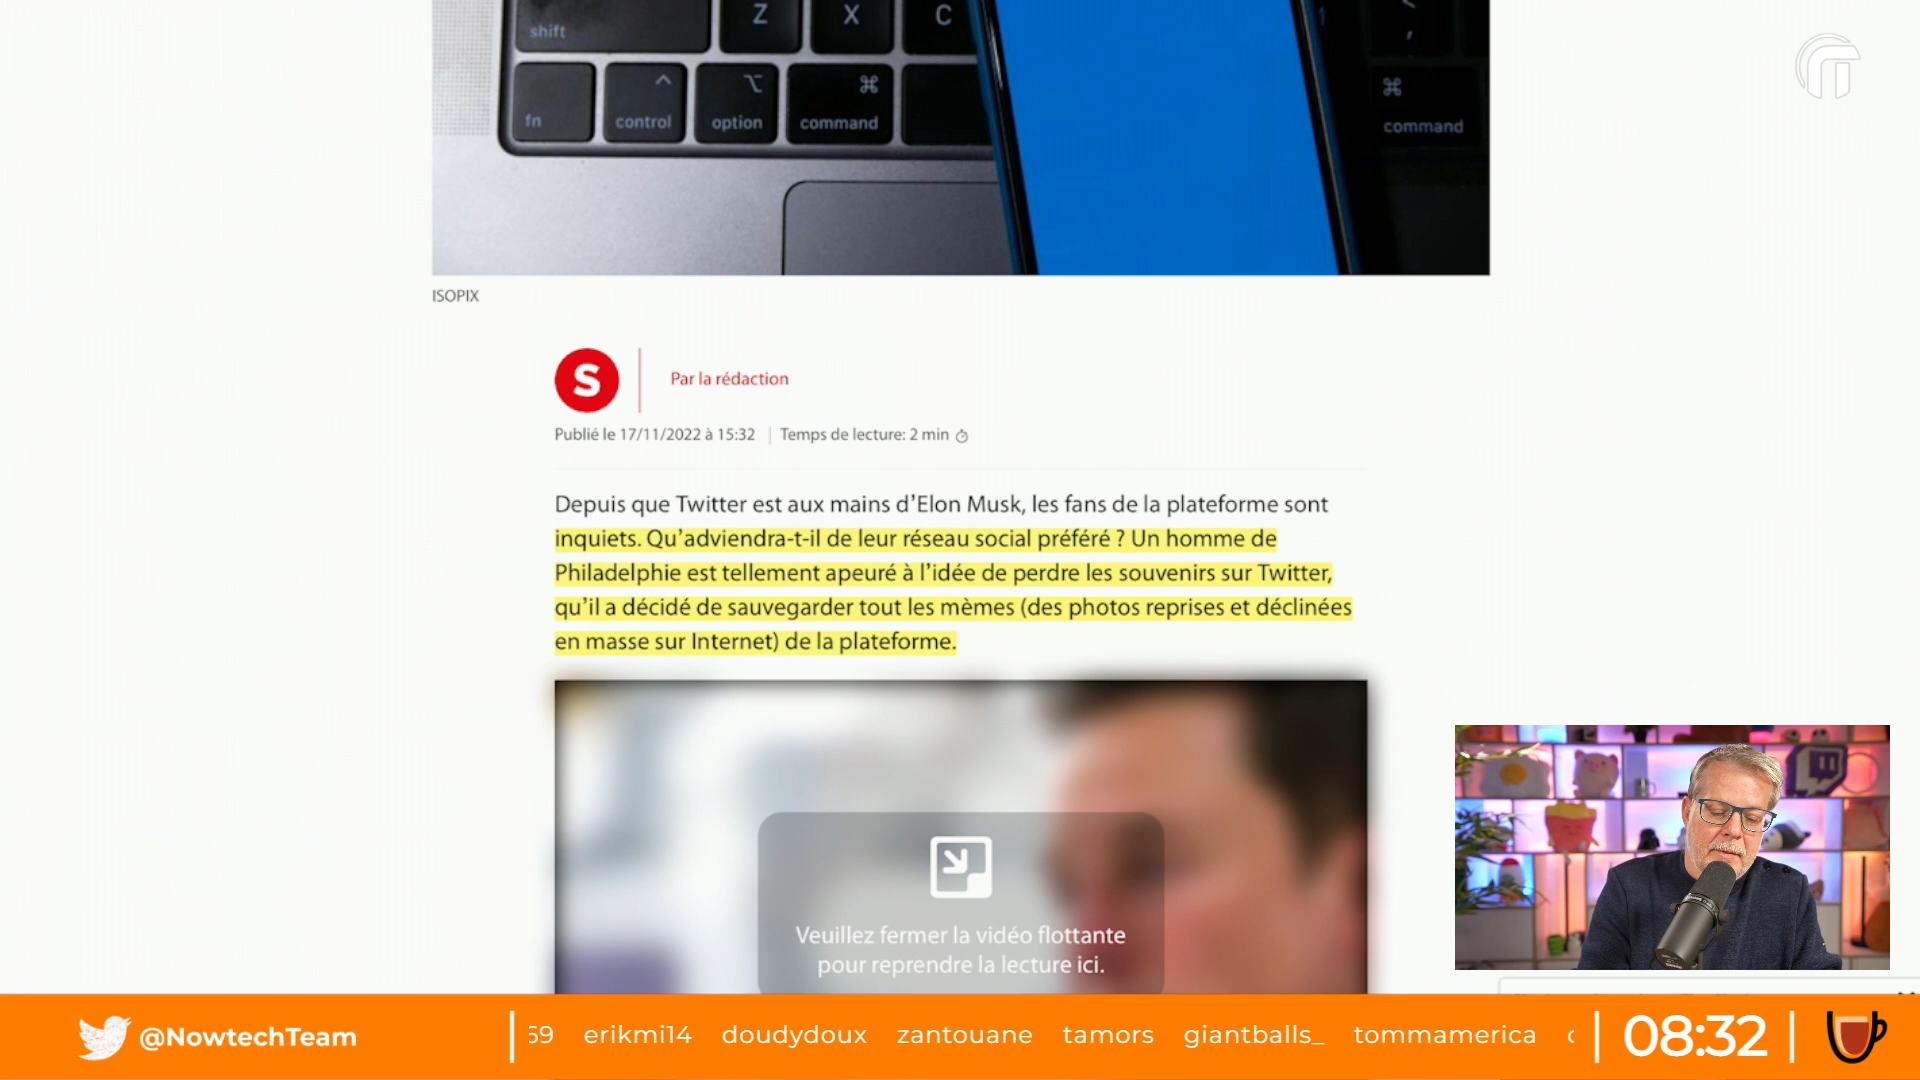 shift
Z
X
C
fn
control
option
⌘
command
⌘
command
ISOPIX
S
Par la rédaction
Publié le 17/11/2022 à 15:32
Temps de lecture: 2 min
Depuis que Twitter est aux mains d’Elon Musk, les fans de la plateforme sont
inquiets. Qu’adviendra-t-il de leur réseau social préféré ? Un homme de
Philadelphie est tellement apeuré à l’idée de perdre les souvenirs sur Twitter,
qu’il a décidé de sauvegarder tout les mèmes (des photos reprises et déclinées
en masse sur Internet) de la plateforme.
Veuillez fermer la vidéo flottante
pour reprendre la lecture ici.
@NowtechTeam
59 erikmi14 doudydoux zantouane tamors giantballs_ tommamerica
08:32